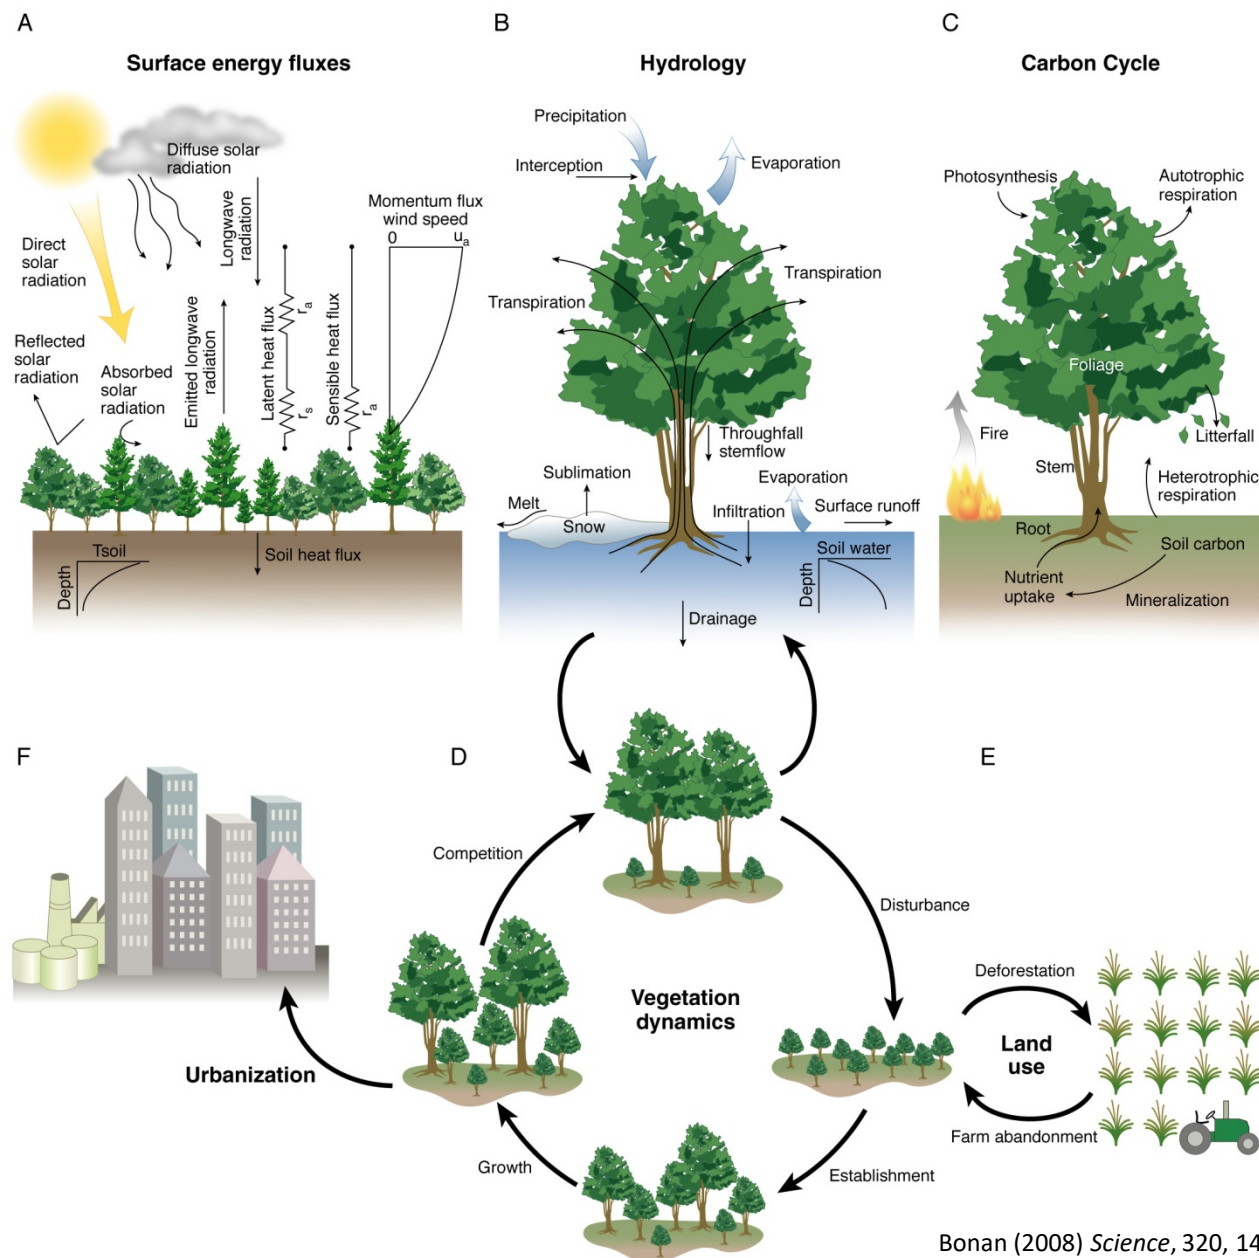 A
Surface energy fluxes
Diffuse solar
radiation
Direct
solar
radiation
Longwave
radiation
Momentum flux
wind speed
0
uₐ
Reflected
solar
radiation
Absorbed
solar
radiation
Emitted longwave
radiation
Latent heat flux
rₐ
rₛ
Sensible heat flux
rₐ
Tsoil
Depth
Soil heat flux
B
Hydrology
Precipitation
Interception
Evaporation
Transpiration
Transpiration
Throughfall
stemflow
Sublimation
Evaporation
Melt
Snow
Infiltration
Surface runoff
Soil water
Depth
Drainage
C
Carbon Cycle
Photosynthesis
Autotrophic
respiration
Foliage
Fire
Litterfall
Stem
Heterotrophic
respiration
Root
Soil carbon
Nutrient
uptake
Mineralization
F
D
E
Competition
Disturbance
Deforestation
Vegetation
dynamics
Land
use
Urbanization
Farm abandonment
Growth
Establishment
Bonan (2008) Science, 320, 14